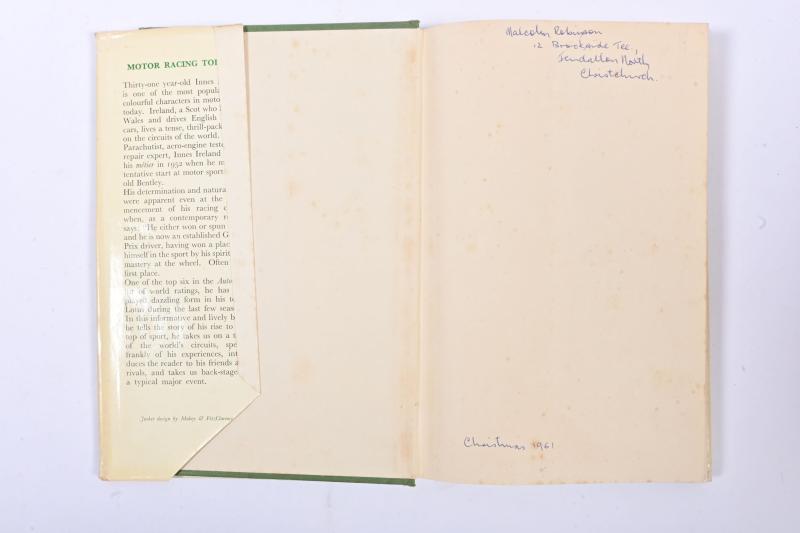 MOTOR RACING TO
Thirty-one year-old Innes
is one of the most popula
colourful characters in moto
today. Ireland, a Scot who
Wales and drives English
cars, lives a tense, thrill-pack
on the circuits of the world.
Parachutist, aero-engine teste
repair expert, Innes Ireland
his métier in 1952 when he m
tentative start at motor sport
old Bentley.
His determination and natura
were apparent even at the
mencement of his racing c
when, as a contemporary r
says: "He either won or spun
and he is now an established G
Prix driver, having won a plac
himself in the sport by his spirit
mastery at the wheel. Often
first place.
One of the top six in the Auto
list of world ratings, he has
played dazzling form in his te
Lotus during the last few seas
In this informative and lively b
he tells the story of his rise to
top of sport, he takes us on a t
of the world's circuits, spe
frankly of his experiences, int
duces the reader to his friends a
rivals, and takes us back-stage
a typical major event.
Jacket design by Mabey & FitzClarence
Malcolm Robinson
12 Tce,
North
Christchurch.
Christmas 1961